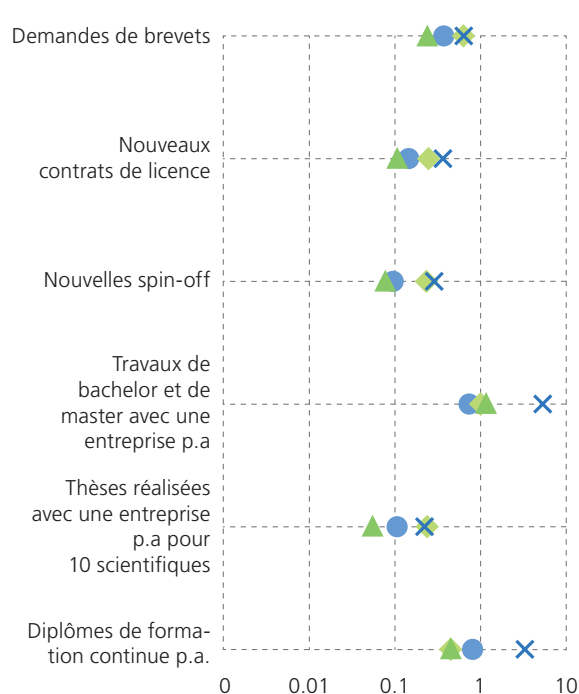 Demandes de brevets
Nouveaux
contrats de licence
Nouvelles spin-off
Travaux de
bachelor et de
master avec une
entreprise p.a
Thèses réalisées
avec une entreprise
p.a pour
10 scientifiques
Diplômes de forma-
tion continue p.a.
0 0.01 0.1 1 10